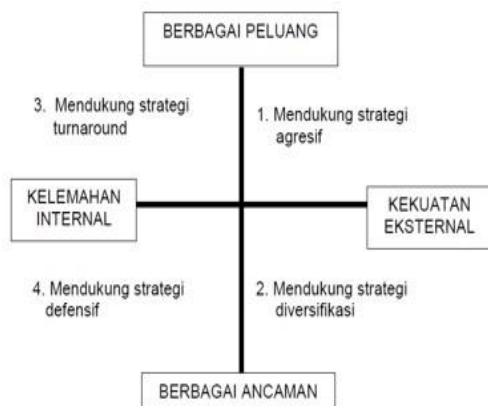 BERBAGAI PELUANG
3. Mendukung strategi
turnaround
1. Mendukung strategi
agresif
KELEMAHAN
INTERNAL
KEKUATAN
EKSTERNAL
4. Mendukung strategi
defensif
2. Mendukung strategi
diversifikasi
BERBAGAI ANCAMAN